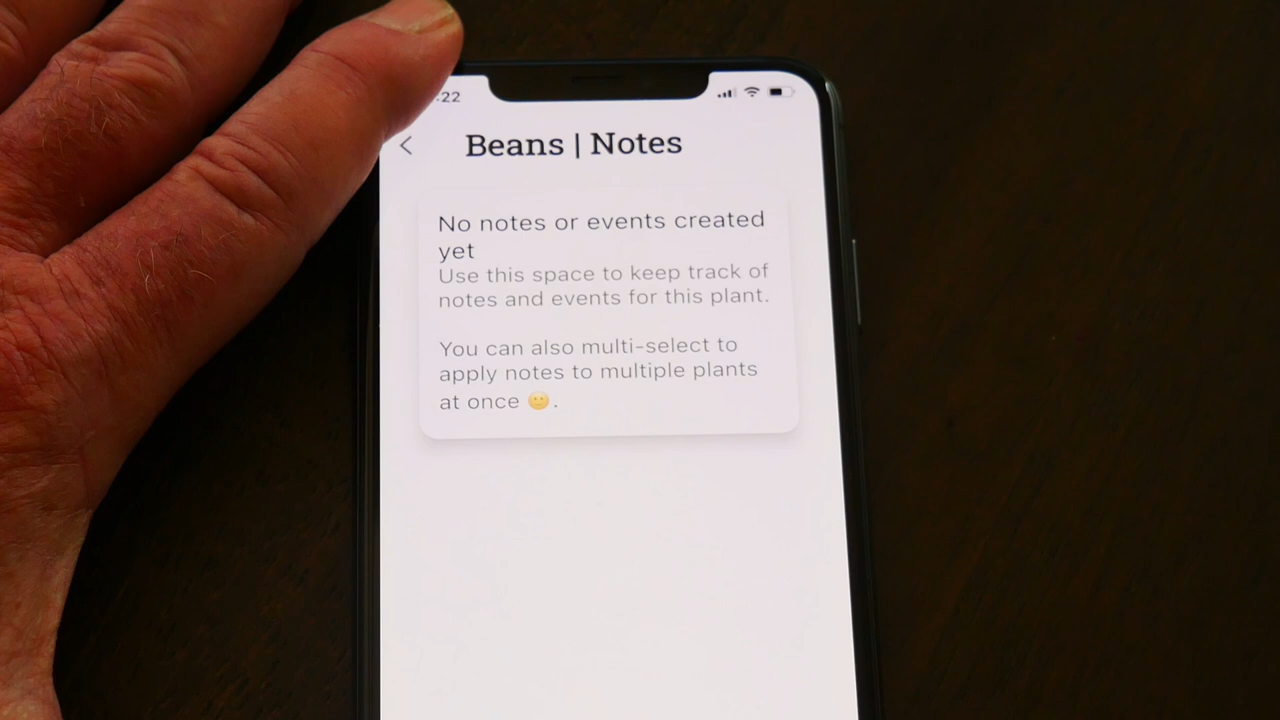 :22
Beans | Notes
No notes or events created
yet
Use this space to keep track of
notes and events for this plant.
You can also multi-select to
apply notes to multiple plants
at once 🙂.